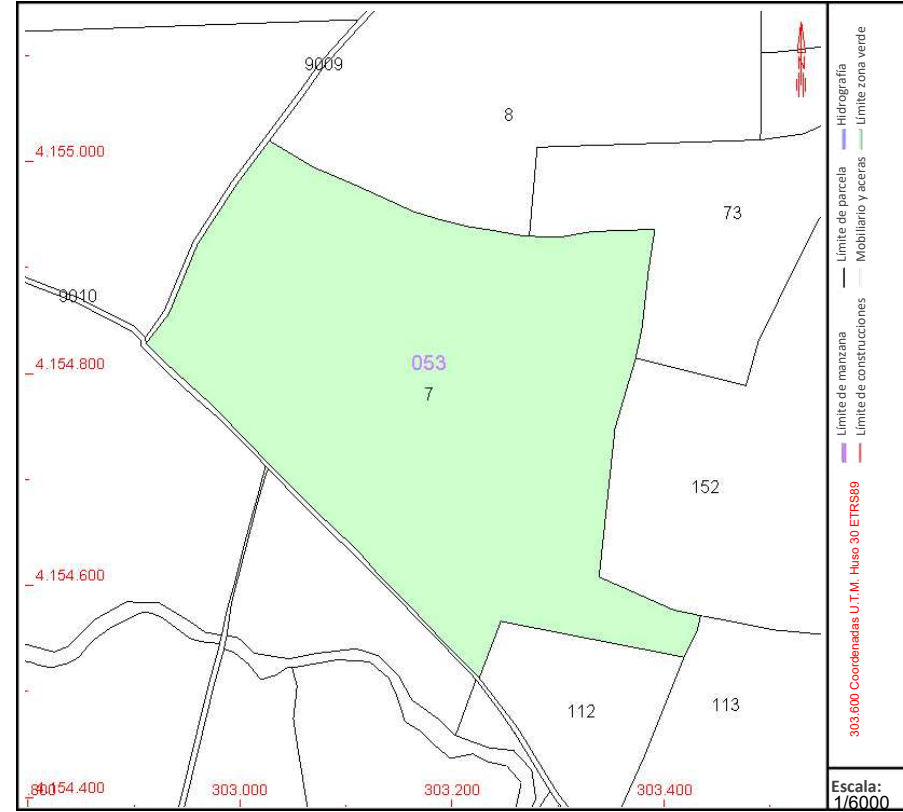 9009
8
4.155.000
73
9010
053
4.154.800
7
152
4.154.600
112
113
4.154.400
303.000
303.200
303.400
Hidrografía
Límite zona verde
Límite de parcela
Mobiliario y aceras
Límite de manzana
Límite de construcciones
303.600 Coordenadas U.T.M. Huso 30 ETRS89
Escala:
1/6000